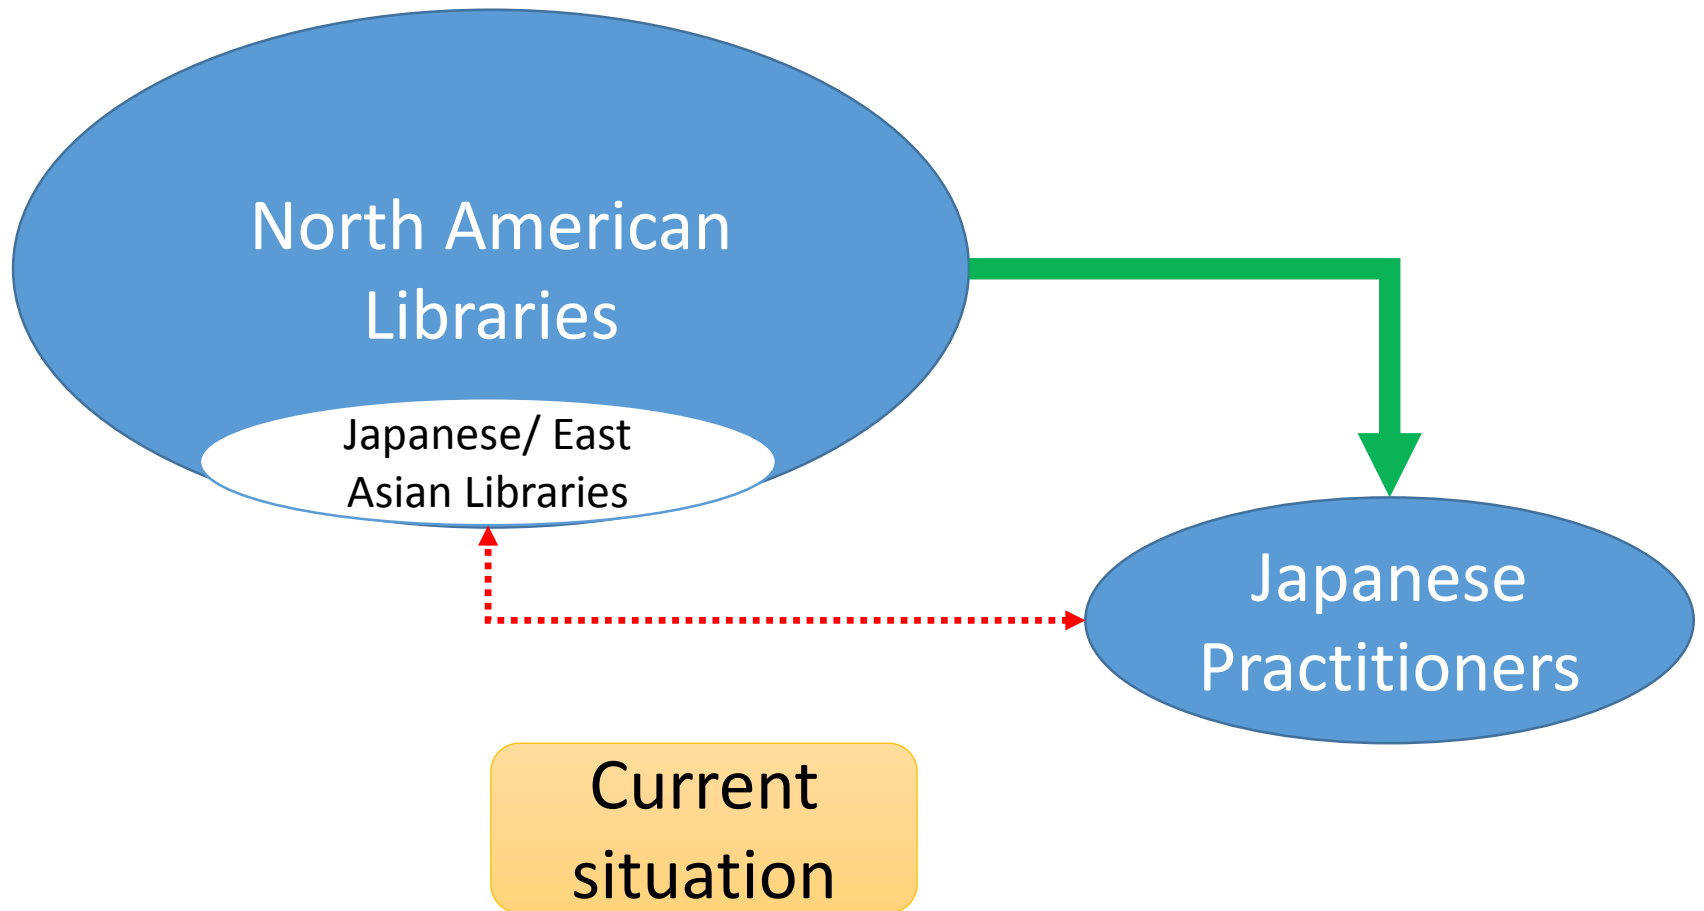 North American
Libraries
Japanese/ East
Asian Libraries
Japanese
Practitioners
Current
situation